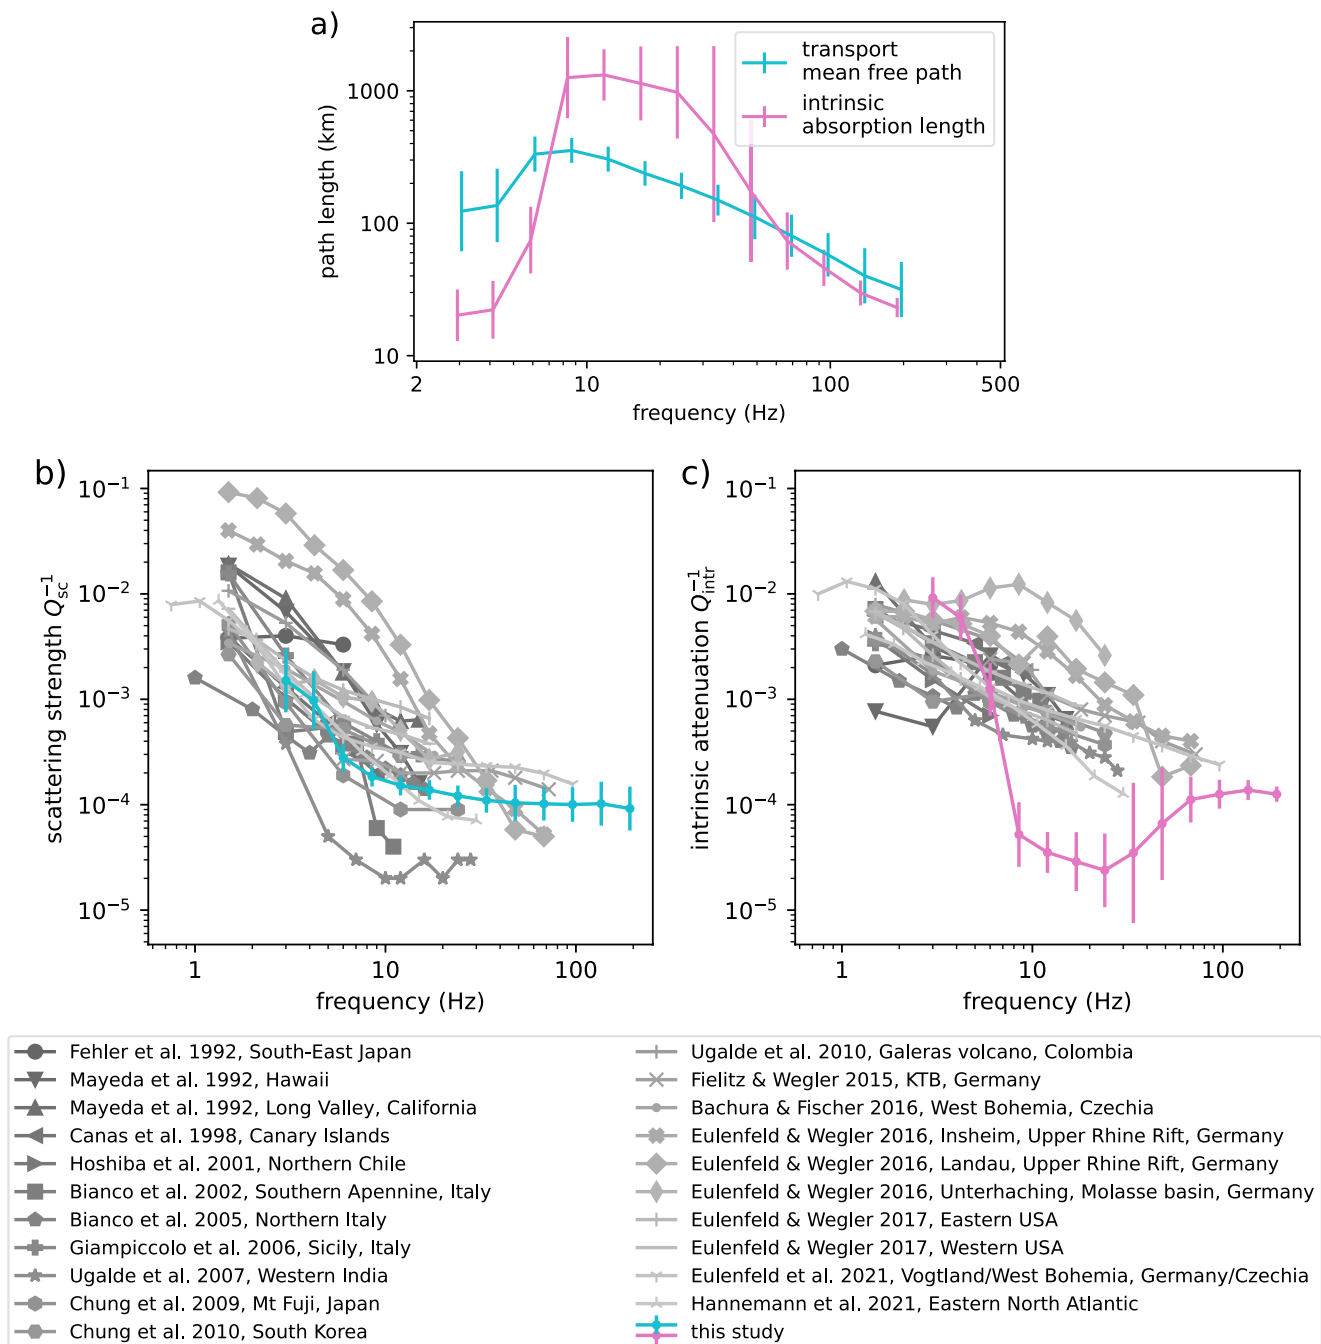 a)
path length (km)
1000
100
10
transport
mean free path
intrinsic
absorption length
2
10
100
500
frequency (Hz)
b)
scattering strength Q_sc^−1
10^−1
10^−2
10^−3
10^−4
10^−5
1
10
100
frequency (Hz)
c)
intrinsic attenuation Q_intr^−1
10^−1
10^−2
10^−3
10^−4
10^−5
1
10
100
frequency (Hz)
Fehler et al. 1992, South-East Japan
Mayeda et al. 1992, Hawaii
Mayeda et al. 1992, Long Valley, California
Canas et al. 1998, Canary Islands
Hoshiba et al. 2001, Northern Chile
Bianco et al. 2002, Southern Apennine, Italy
Bianco et al. 2005, Northern Italy
Giampiccolo et al. 2006, Sicily, Italy
Ugalde et al. 2007, Western India
Chung et al. 2009, Mt Fuji, Japan
Chung et al. 2010, South Korea
Ugalde et al. 2010, Galeras volcano, Colombia
Fielitz & Wegler 2015, KTB, Germany
Bachura & Fischer 2016, West Bohemia, Czechia
Eulenfeld & Wegler 2016, Insheim, Upper Rhine Rift, Germany
Eulenfeld & Wegler 2016, Landau, Upper Rhine Rift, Germany
Eulenfeld & Wegler 2016, Unterhaching, Molasse basin, Germany
Eulenfeld & Wegler 2017, Eastern USA
Eulenfeld & Wegler 2017, Western USA
Eulenfeld et al. 2021, Vogtland/West Bohemia, Germany/Czechia
Hannemann et al. 2021, Eastern North Atlantic
this study